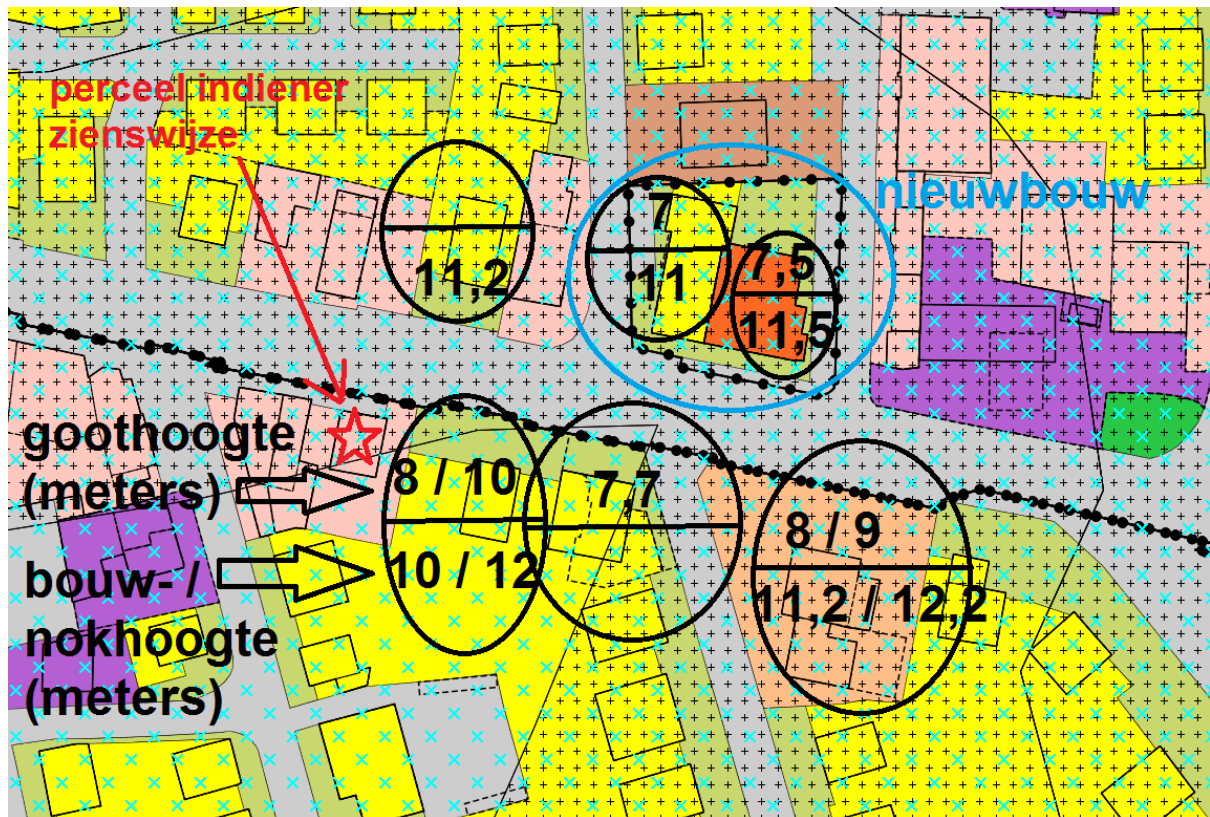 perceel indiener
zienswijze
nieuwbouw
11,2
7
11
7,5
11,5
goothoogte
(meters)
8 / 10
10 / 12
7,7
8 / 9
11,2 / 12,2
bouw- /
nokhoogte
(meters)